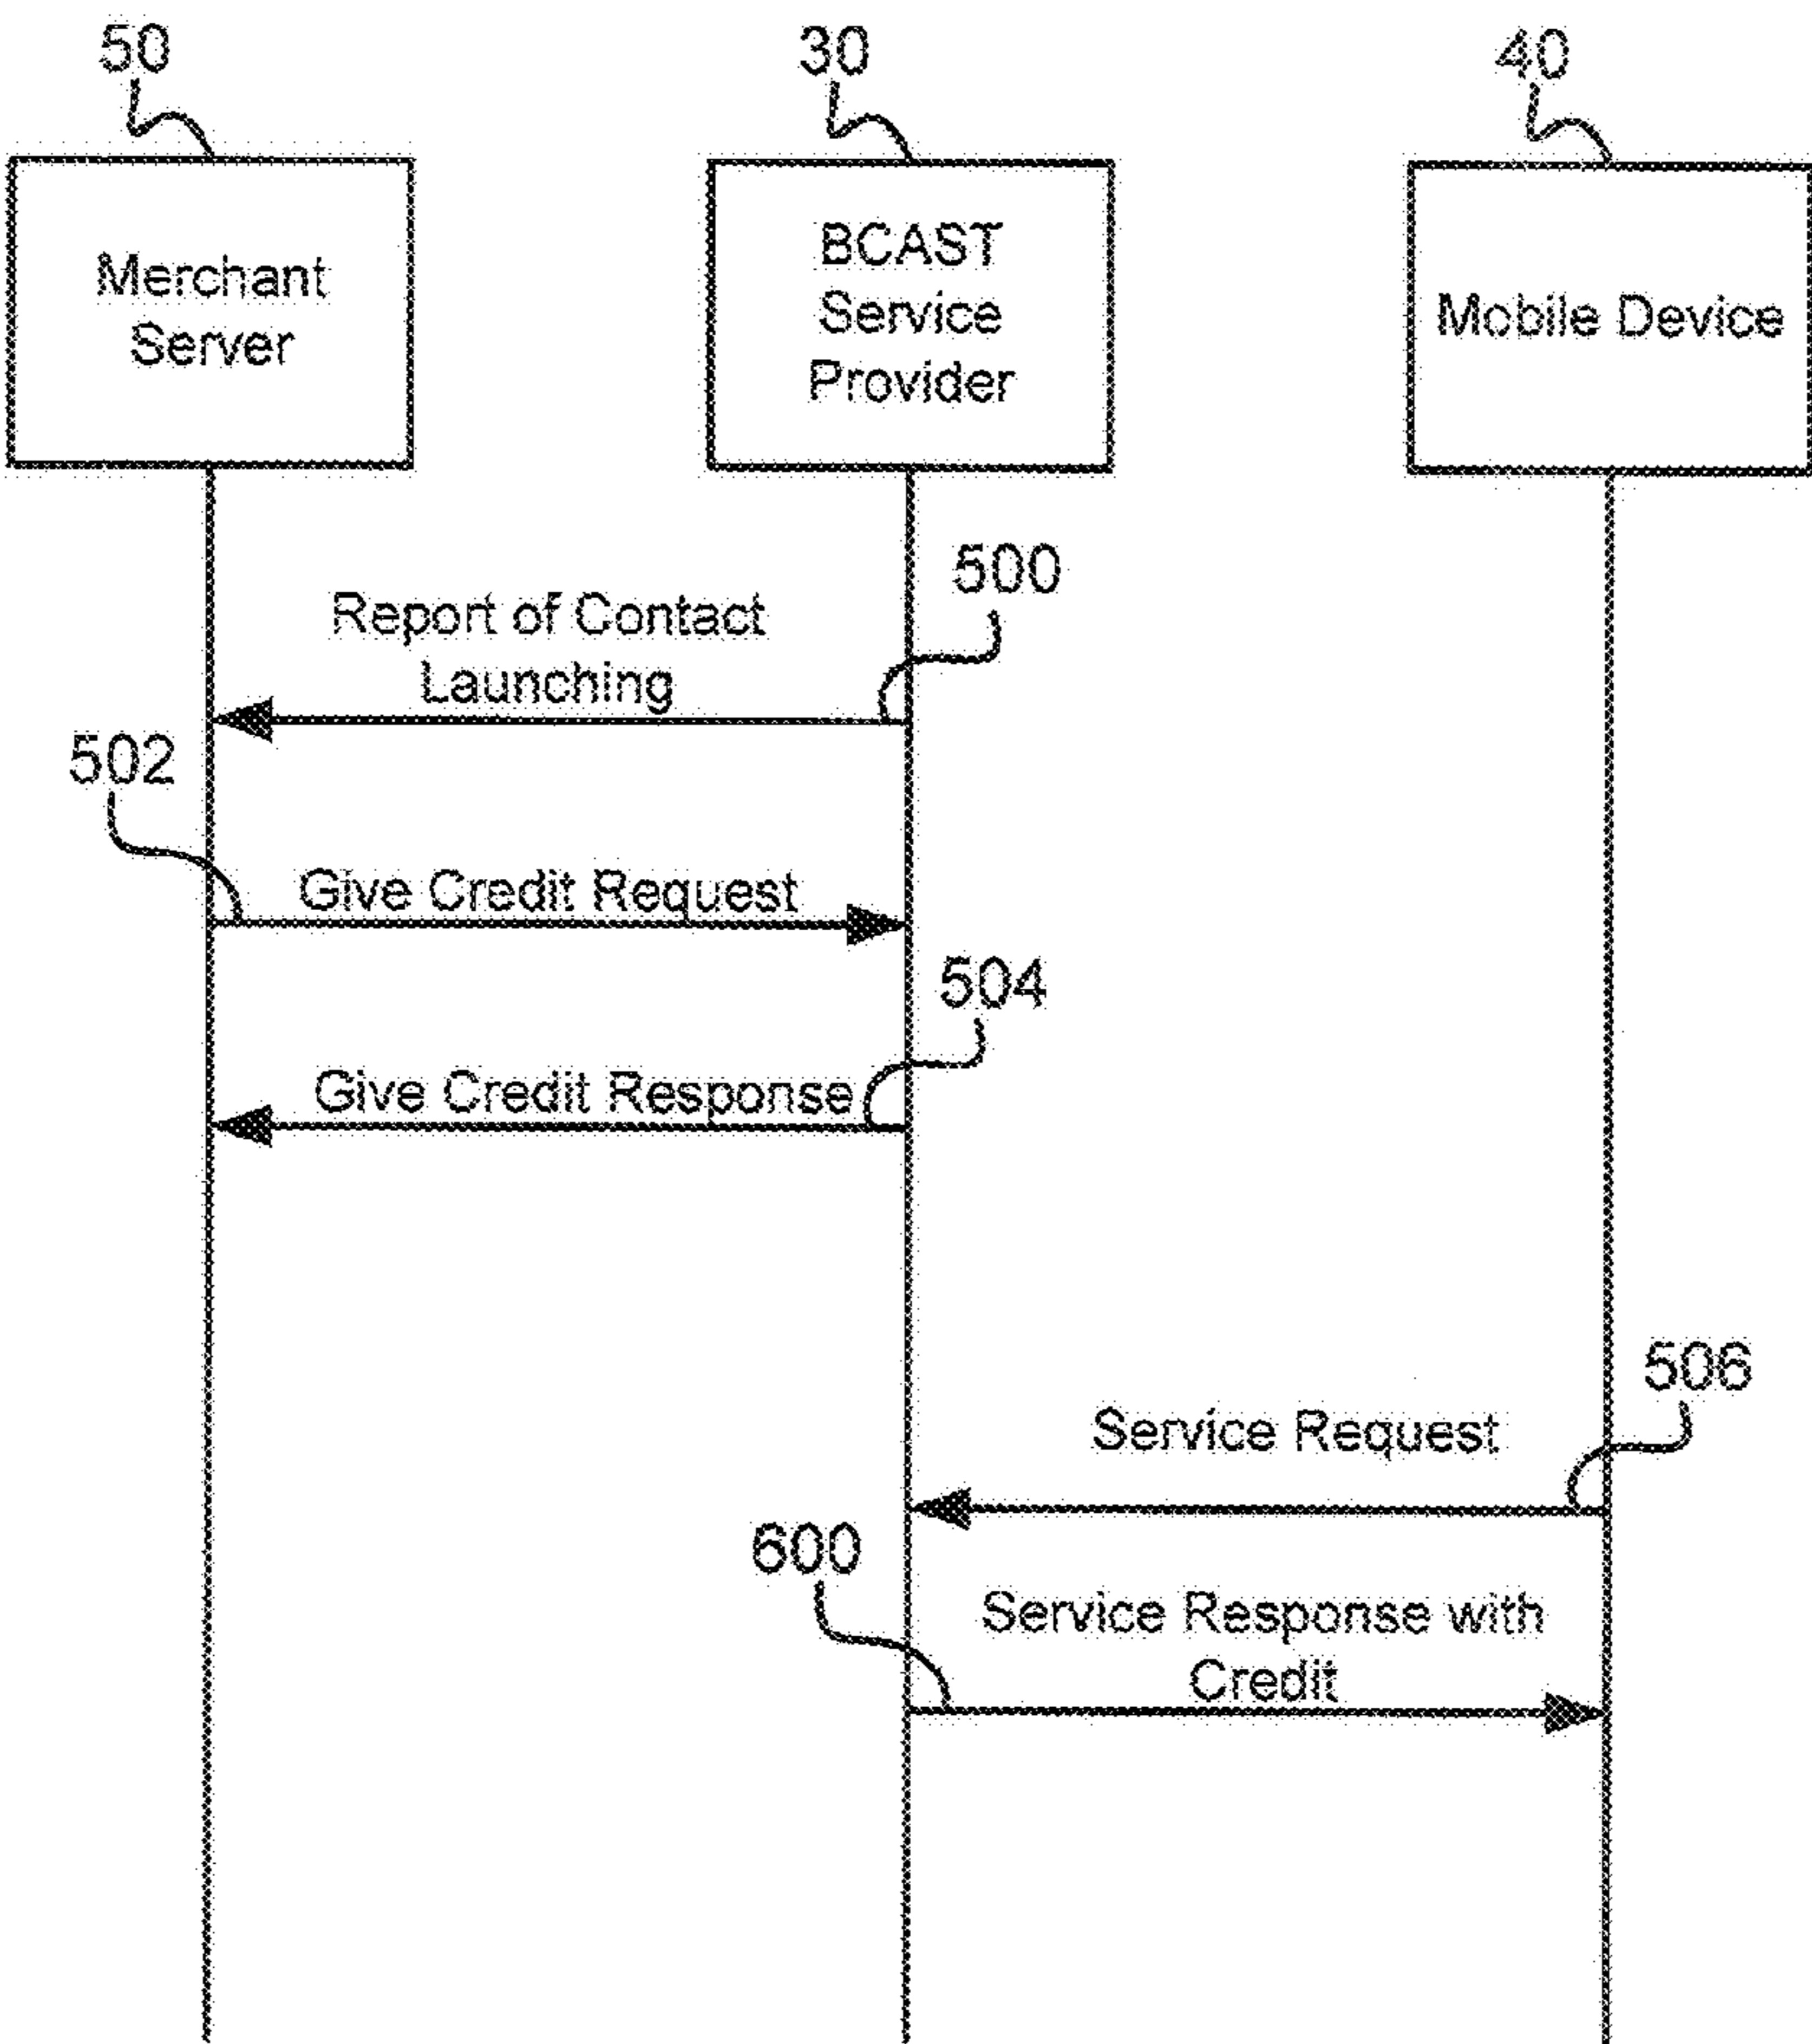 50
30
40
Merchant
Server
BCAST
Service
Provider
Mobile Device
500
Report of Contact
Launching
502
Give Credit Request
504
Give Credit Response
506
Service Request
600
Service Response with
Credit